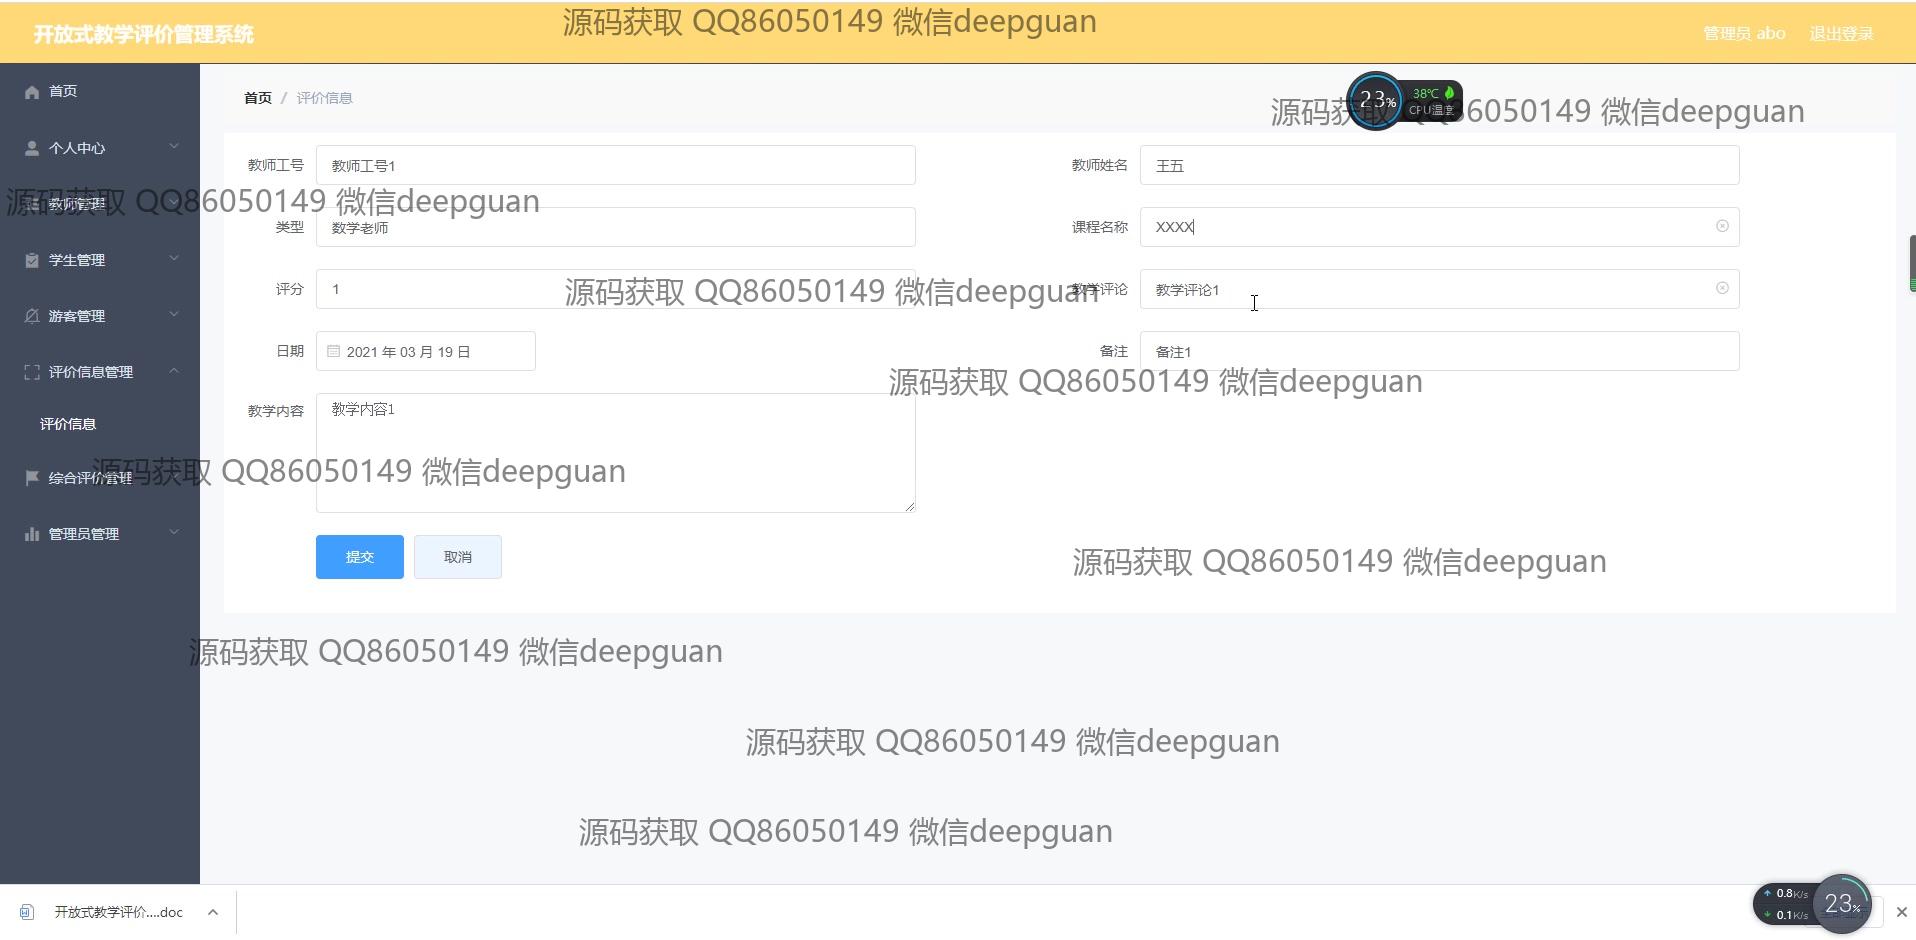 开放式教学评价管理系统
源码获取 QQ86050149 微信deepguan
管理员 abo
退出登录
首页
个人中心
教师管理
学生管理
游客管理
评价信息管理
评价信息
综合评价管理
管理员管理
首页 / 评价信息
23%
38℃
CPU温度
源码获取 QQ86050149 微信deepguan
教师工号 教师工号1
教师姓名 王五
源码获取 QQ86050149 微信deepguan
类型 数学老师
课程名称 XXXX
评分 1
源码获取 QQ86050149 微信deepguan
教学评论 教学评论1
日期 2021 年 03 月 19 日
备注 备注1
源码获取 QQ86050149 微信deepguan
教学内容 教学内容1
源码获取 QQ86050149 微信deepguan
提交
取消
源码获取 QQ86050149 微信deepguan
源码获取 QQ86050149 微信deepguan
源码获取 QQ86050149 微信deepguan
源码获取 QQ86050149 微信deepguan
开放式教学评价....doc
0.8K/s
0.1K/s
23%